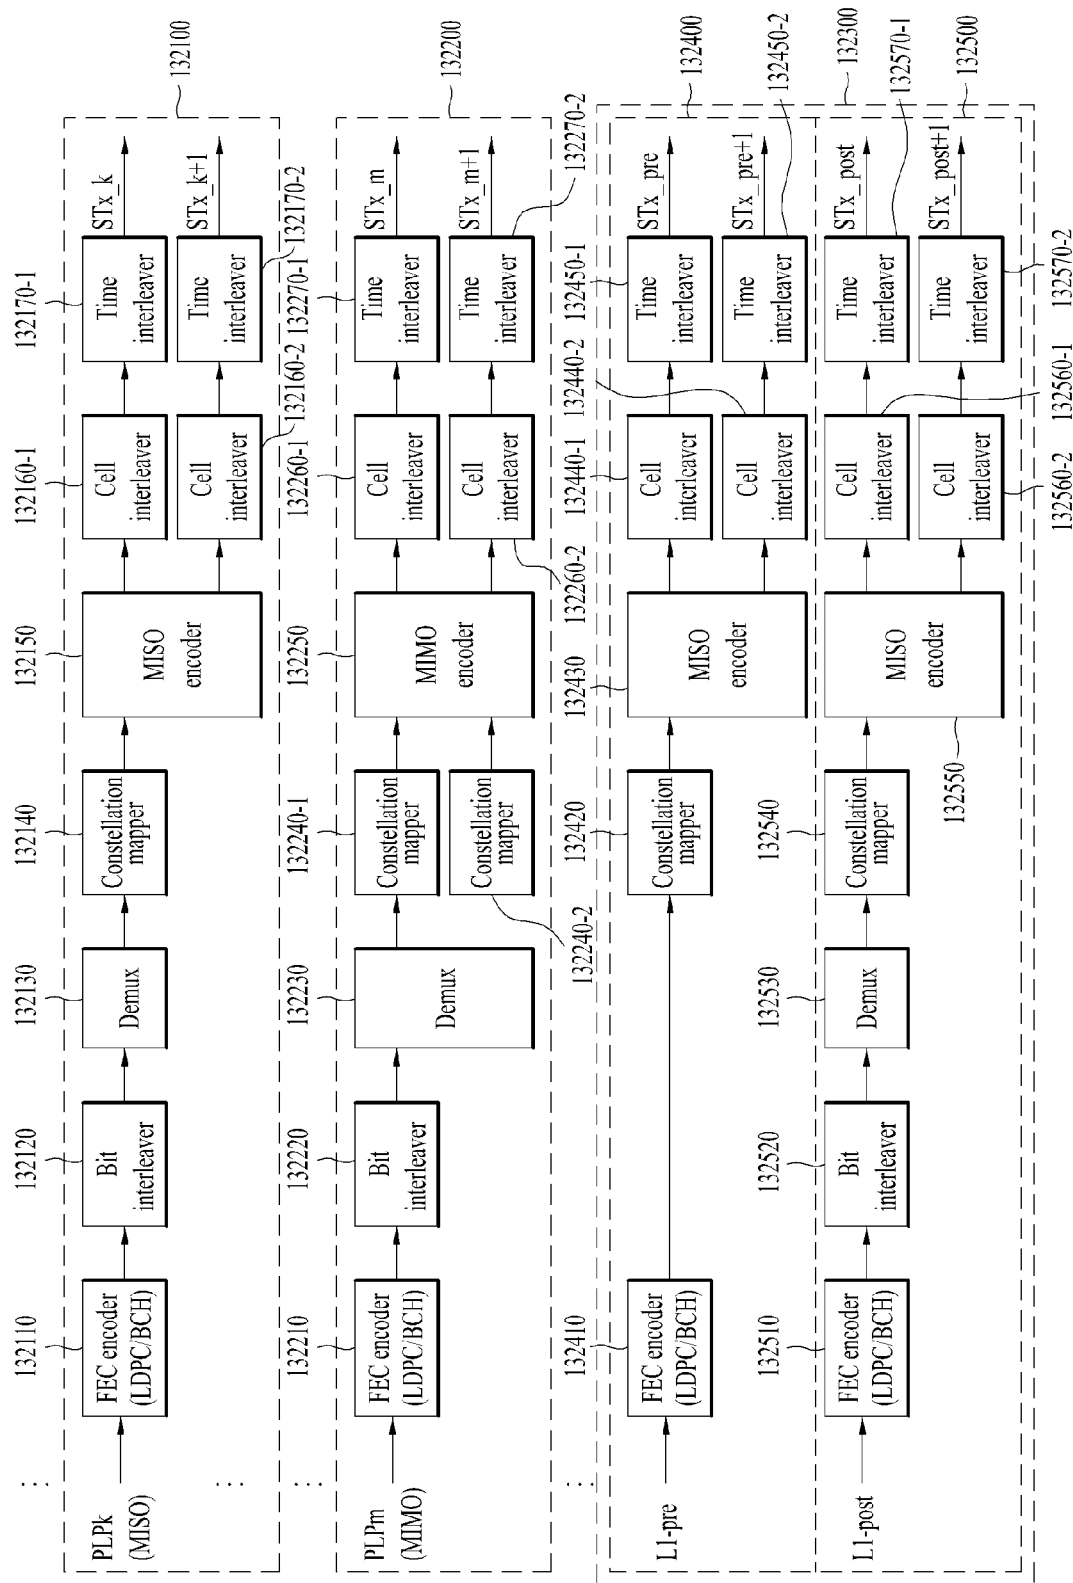 132110
132120
132130
132140
132150
132160-1
132170-1
PLPk
(MISO)
FEC encoder
(LDPC/BCH)
Bit
interleaver
Demux
Constellation
mapper
MISO
encoder
Cell
interleaver
Time
interleaver
STx_k
132100
Cell
interleaver
Time
interleaver
STx_k+1
132160-2
132170-2
132210
132220
132230
132240-1
132250
132260-1
132270-1
PLPm
(MIMO)
FEC encoder
(LDPC/BCH)
Bit
interleaver
Demux
Constellation
mapper
MIMO
encoder
Cell
interleaver
Time
interleaver
STx_m
132200
Constellation
mapper
Cell
interleaver
Time
interleaver
STx_m+1
132240-2
132260-2
132270-2
132410
132420
132430
132440-1
132440-2
132450-1
L1-pre
FEC encoder
(LDPC/BCH)
Constellation
mapper
MISO
encoder
Cell
interleaver
Time
interleaver
STx_pre
132400
Cell
interleaver
Time
interleaver
STx_pre+1
132450-2
132300
132510
132520
132530
132540
L1-post
FEC encoder
(LDPC/BCH)
Bit
interleaver
Demux
Constellation
mapper
MISO
encoder
Cell
interleaver
Time
interleaver
STx_post
132570-1
Cell
interleaver
Time
interleaver
STx_post+1
132500
132550
132560-2
132560-1
132570-2